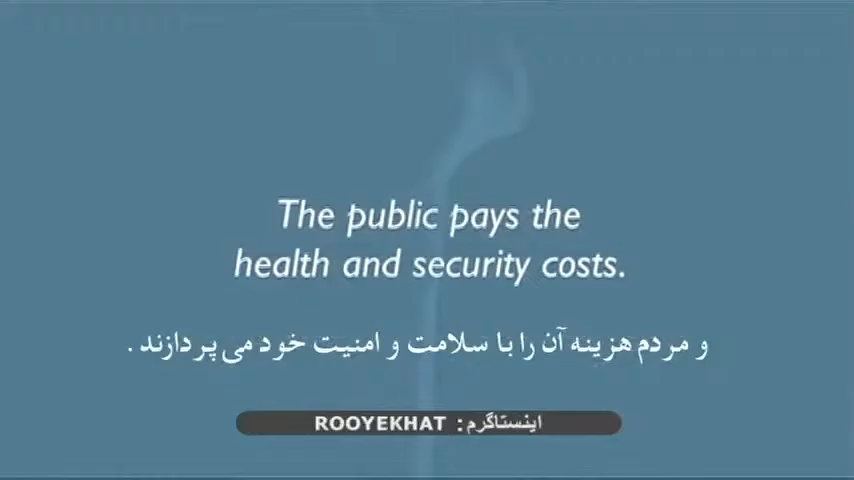 The public pays the
health and security costs.
و مردم هزینه آن را با سلامت و امنیت خود می‌پردازند .
اینستاگرم : ROOYEKHAT